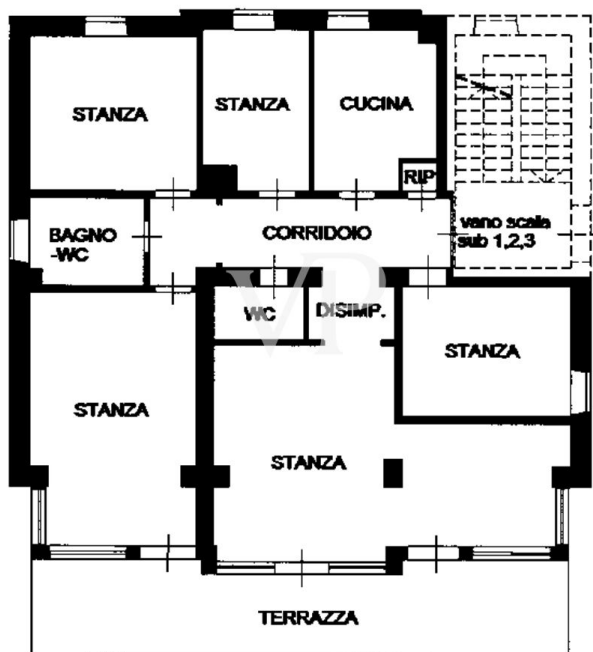 STANZA
STANZA
CUCINA
RIP
BAGNO
-WC
CORRIDOIO
vano scala
sub 1,2,3
WC
DISIMP.
STANZA
STANZA
STANZA
TERRAZZA
VP